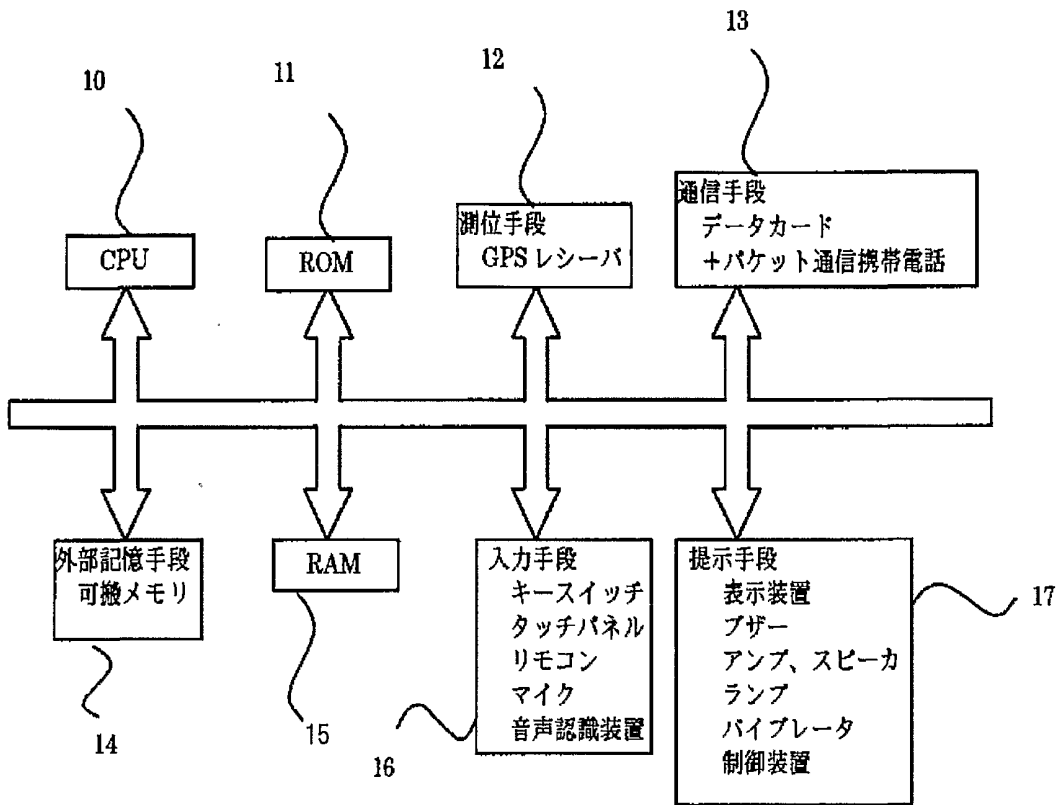 13
12
11
10
通信手段
データカード
+パケット通信携帯電話
測位手段
GPSレシーバ
CPU
ROM
外部記憶手段
可搬メモリ
RAM
入力手段
キースイッチ
タッチパネル
リモコン
マイク
音声認識装置
提示手段
表示装置
ブザー
アンプ、スピーカ
ランプ
バイブレータ
制御装置
17
14
15
16